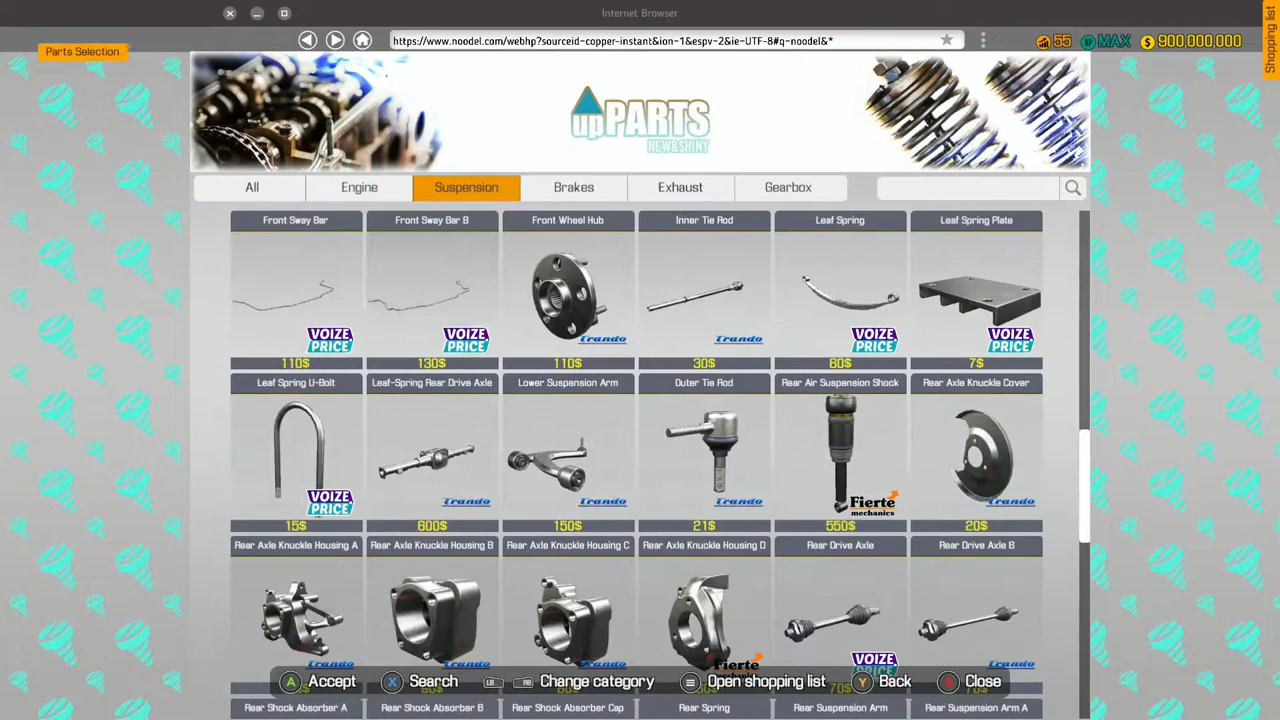 Internet Browser
Shopping list
https://www.noodel.com/webhp?sourceid-copper-instant&ion-1&espv-2&ie-UTF-8#q-noodel&*
Parts Selection
55
XP MAX
$ 900,000,000
upPARTS
NEW&SHINY
All
Engine
Suspension
Brakes
Exhaust
Gearbox
Front Sway Bar
Front Sway Bar B
Front Wheel Hub
Inner Tie Rod
Leaf Spring
Leaf Spring Plate
VOIZE PRICE
VOIZE PRICE
Trando
Trando
VOIZE PRICE
VOIZE PRICE
110$
130$
110$
30$
60$
7$
Leaf Spring U-Bolt
Leaf-Spring Rear Drive Axle
Lower Suspension Arm
Outer Tie Rod
Rear Air Suspension Shock
Rear Axle Knuckle Cover
VOIZE PRICE
Trando
Trando
Trando
Fierte mechanics
Trando
15$
600$
150$
21$
550$
20$
Rear Axle Knuckle Housing A
Rear Axle Knuckle Housing B
Rear Axle Knuckle Housing C
Rear Axle Knuckle Housing D
Rear Drive Axle
Rear Drive Axle B
Trando
Trando
Trando
Fierte
VOIZE PRICE
Trando
A Accept
X Search
LB RB Change category
Open shopping list
Y Back
B Close
Rear Shock Absorber A
Rear Shock Absorber B
Rear Shock Absorber Cap
Rear Spring
Rear Suspension Arm
Rear Suspension Arm A